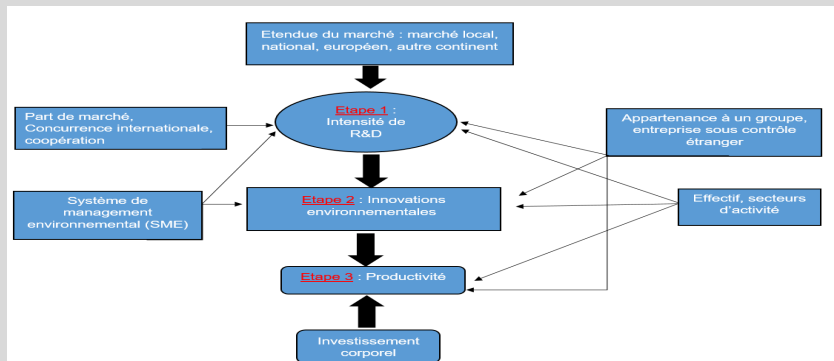 Etendue du marché : marché local,
national, européen, autre continent
Etape 1 :
Intensité de
R&D
Part de marché,
Concurrence internationale,
coopération
Appartenance à un groupe,
entreprise sous contrôle
étranger
Système de
management
environnemental (SME)
Etape 2 : Innovations
environnementales
Effectif, secteurs
d'activité
Etape 3 : Productivité
Investissement
corporel